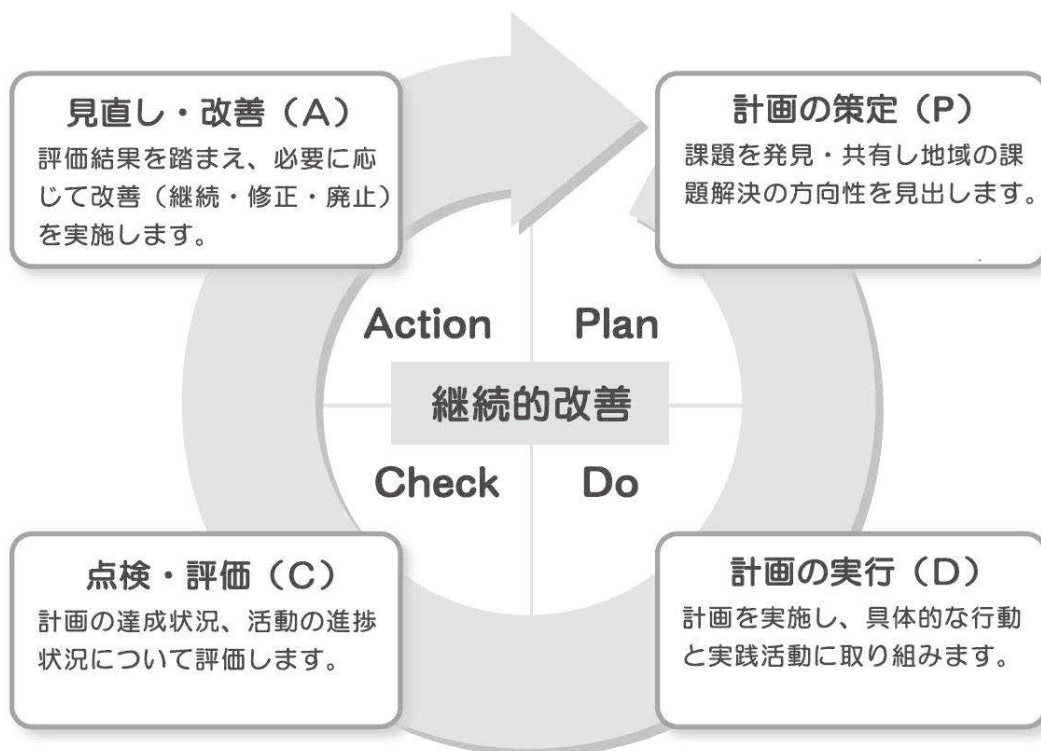 見直し・改善（A）
評価結果を踏まえ、必要に応
じて改善（継続・修正・廃止）
を実施します。
計画の策定（P）
課題を発見・共有し地域の課
題解決の方向性を見出します。
Action
Plan
継続的改善
Check
Do
点検・評価（C）
計画の達成状況、活動の進捗
状況について評価します。
計画の実行（D）
計画を実施し、具体的な行動
と実践活動に取り組みます。